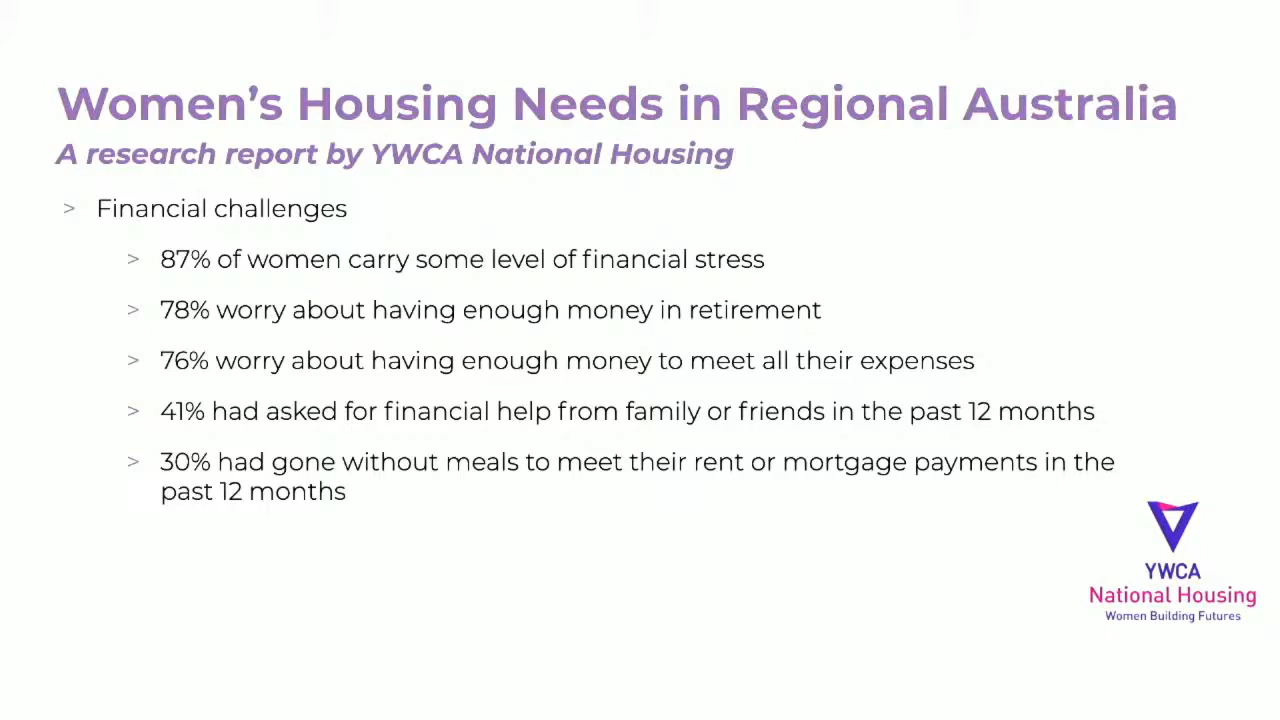 Women's Housing Needs in Regional Australia
A research report by YWCA National Housing
> Financial challenges
> 87% of women carry some level of financial stress
> 78% worry about having enough money in retirement
> 76% worry about having enough money to meet all their expenses
> 41% had asked for financial help from family or friends in the past 12 months
> 30% had gone without meals to meet their rent or mortgage payments in the
past 12 months
YWCA
National Housing
Women Building Futures